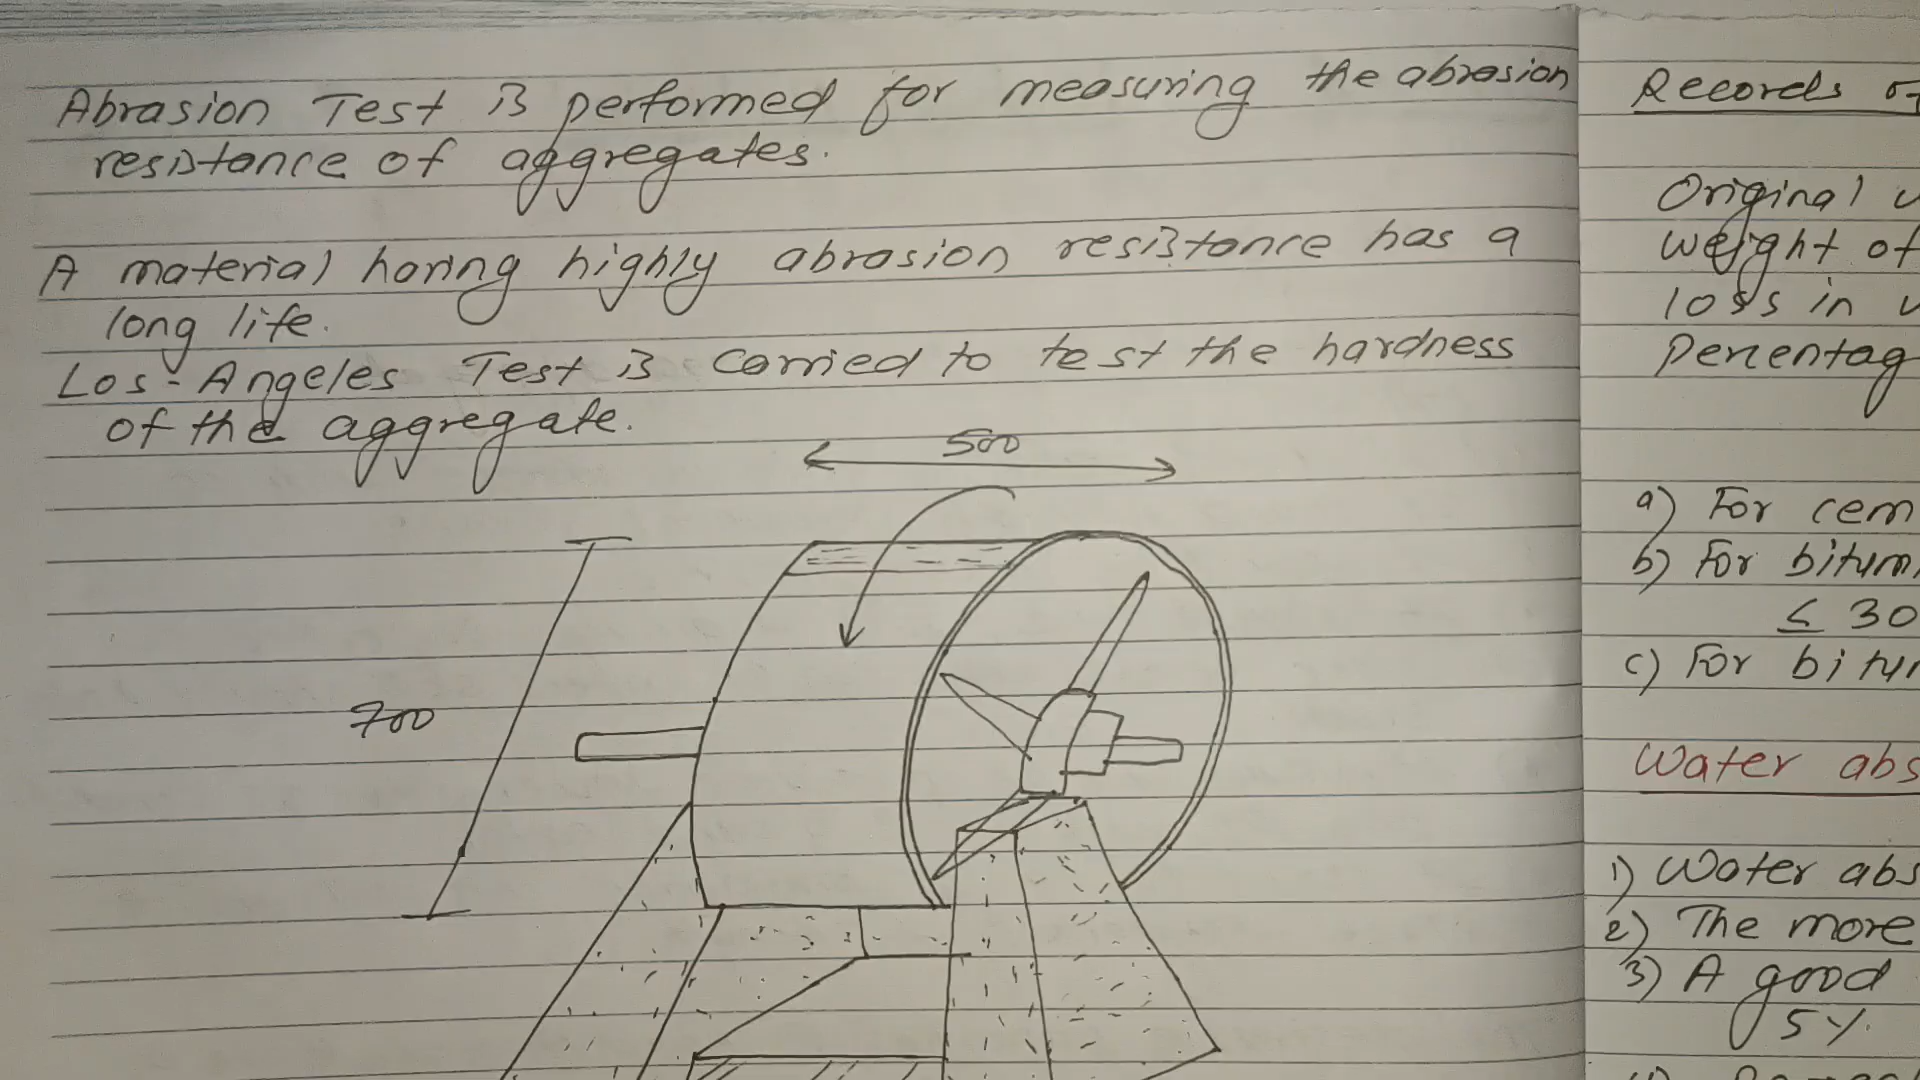 Abrasion Test is performed for measuring the abrasion
resistance of aggregates.
A material having highly abrasion resistance has a
long life.
Los-Angeles Test is carried to test the hardness
of the aggregate.
500
700
Records
Original
weight of
loss in
Percentag
a) For cem
b) For bitum
≤ 30
c) For bitu
Water abs
1) Water abs
2) The more
3) A good
5%